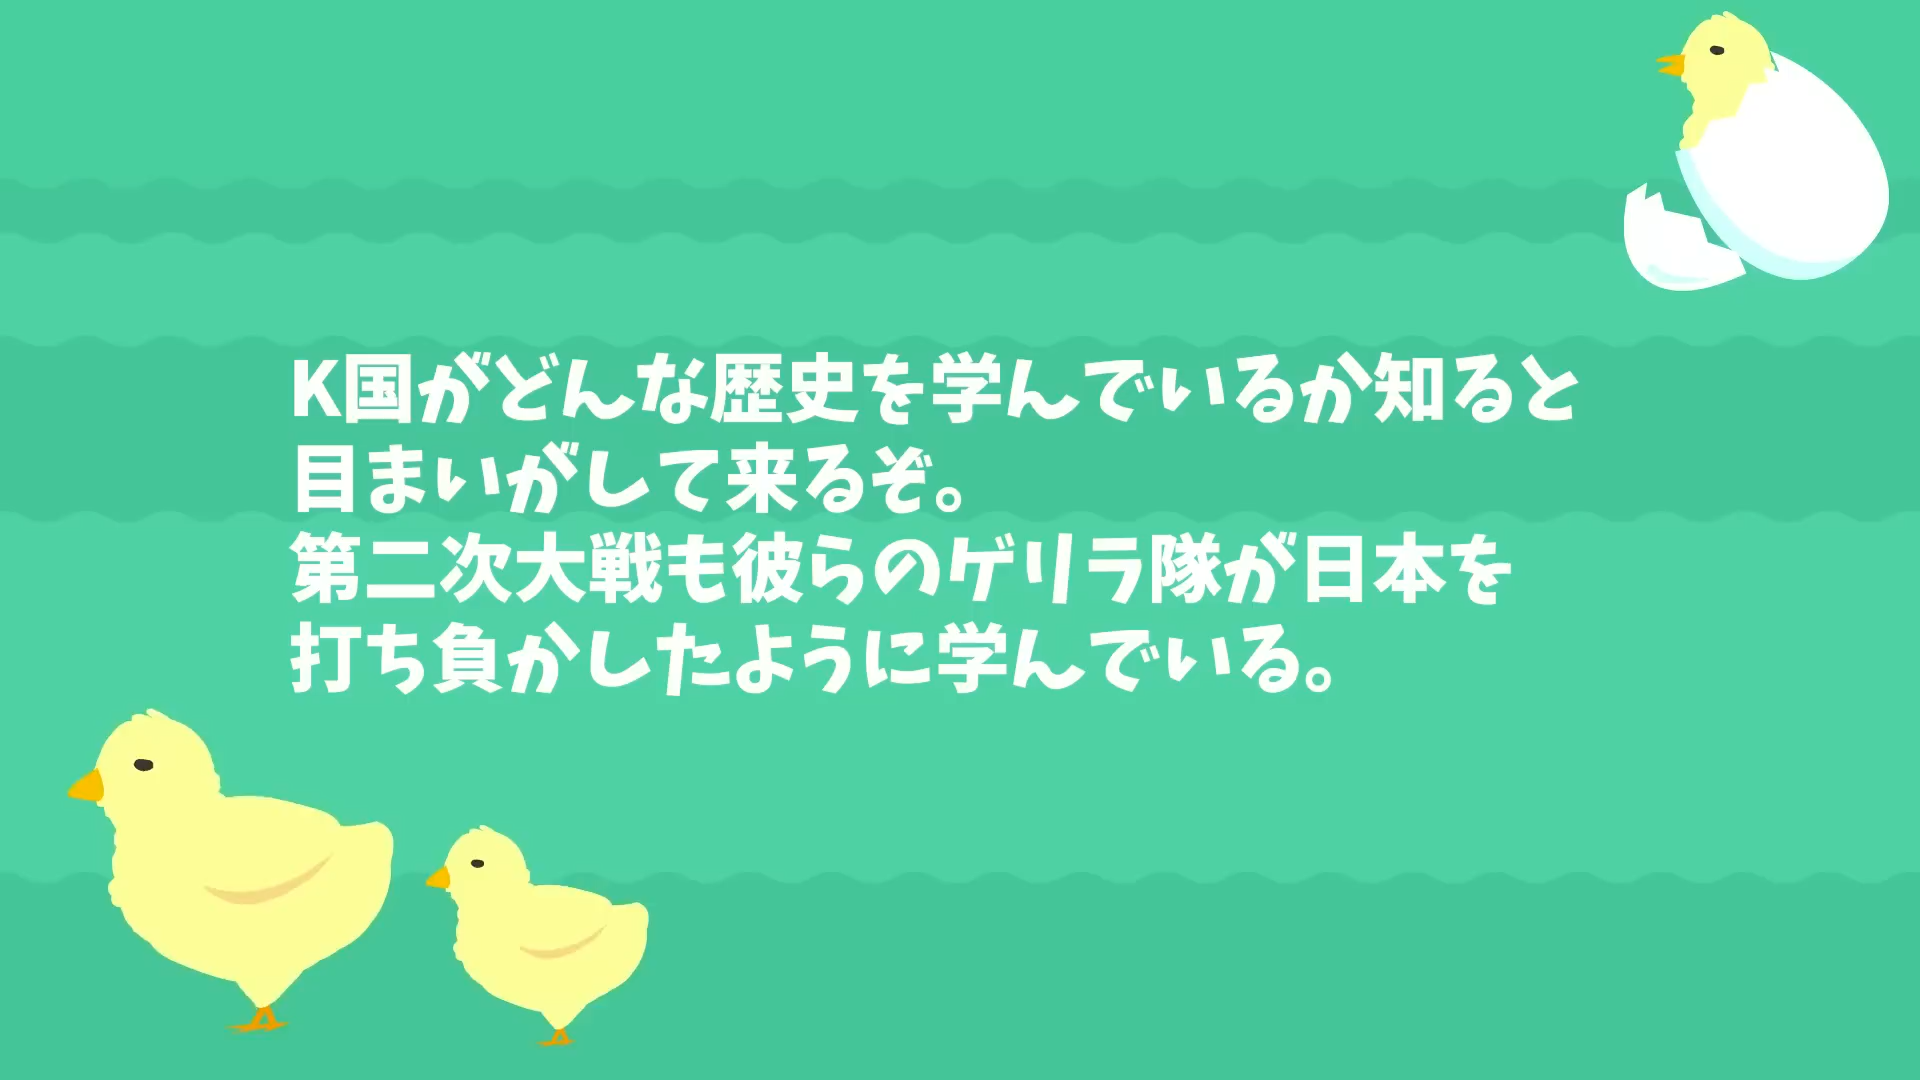 K国がどんな歴史を学んでいるか知ると
目まいがして来るぞ。
第二次大戦も彼らのゲリラ隊が日本を
打ち負かしたように学んでいる。